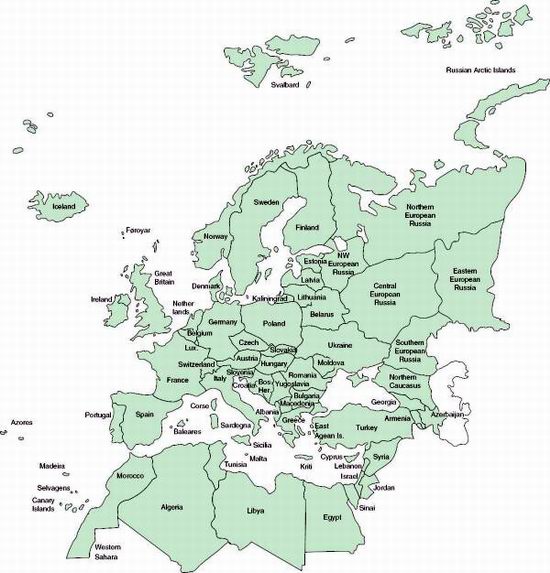 Russian Arctic Islands
Svalbard
Iceland
Sweden
Northern
European
Russia
Føroyar
Norway
Finland
NW
European
Russia
Estonia
Great
Britain
Eastern
European
Russia
Latvia
Denmark
Central
European
Russia
Ireland
Kaliningrad
Lithuania
Nether
lands
Belarus
Germany
Poland
Belgium
Czech
Ukraine
Southern
European
Russia
Lux.
Slovakia
Austria
Moldova
Switzerland
Hungary
Slovenia
Romania
France
Italy
Croatia
Bos.
Her.
Yugoslavia
Northern
Caucasus
Bulgaria
Corse
Macedonia
Georgia
Portugal
Spain
Albania
Armenia
Azerbaijan
Azores
Baleares
Sardegna
Greece
East
Agean Is.
Turkey
Sicilia
Malta
Kriti
Cyprus
Syria
Madeira
Tunisia
Lebanon
Israel
Morocco
Selvagens
Jordan
Canary
Islands
Algeria
Libya
Egypt
Sinai
Western
Sahara